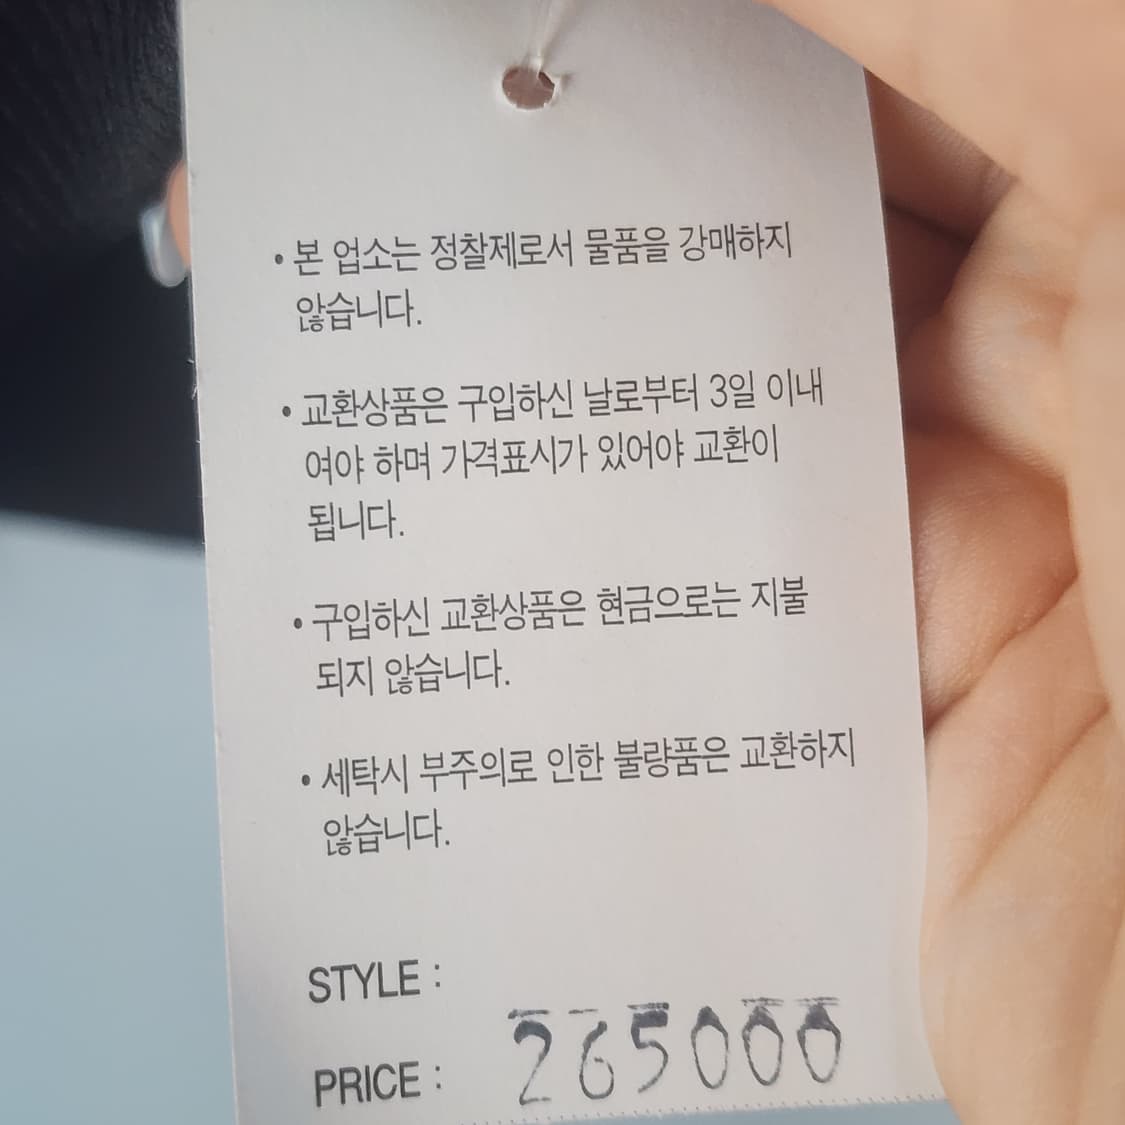 • 본 업소는 정찰제로서 물품을 강매하지
않습니다.
• 교환상품은 구입하신 날로부터 3일 이내
여야 하며 가격표시가 있어야 교환이
됩니다.
• 구입하신 교환상품은 현금으로는 지불
되지 않습니다.
• 세탁시 부주의로 인한 불량품은 교환하지
않습니다.
STYLE :
PRICE : 265000